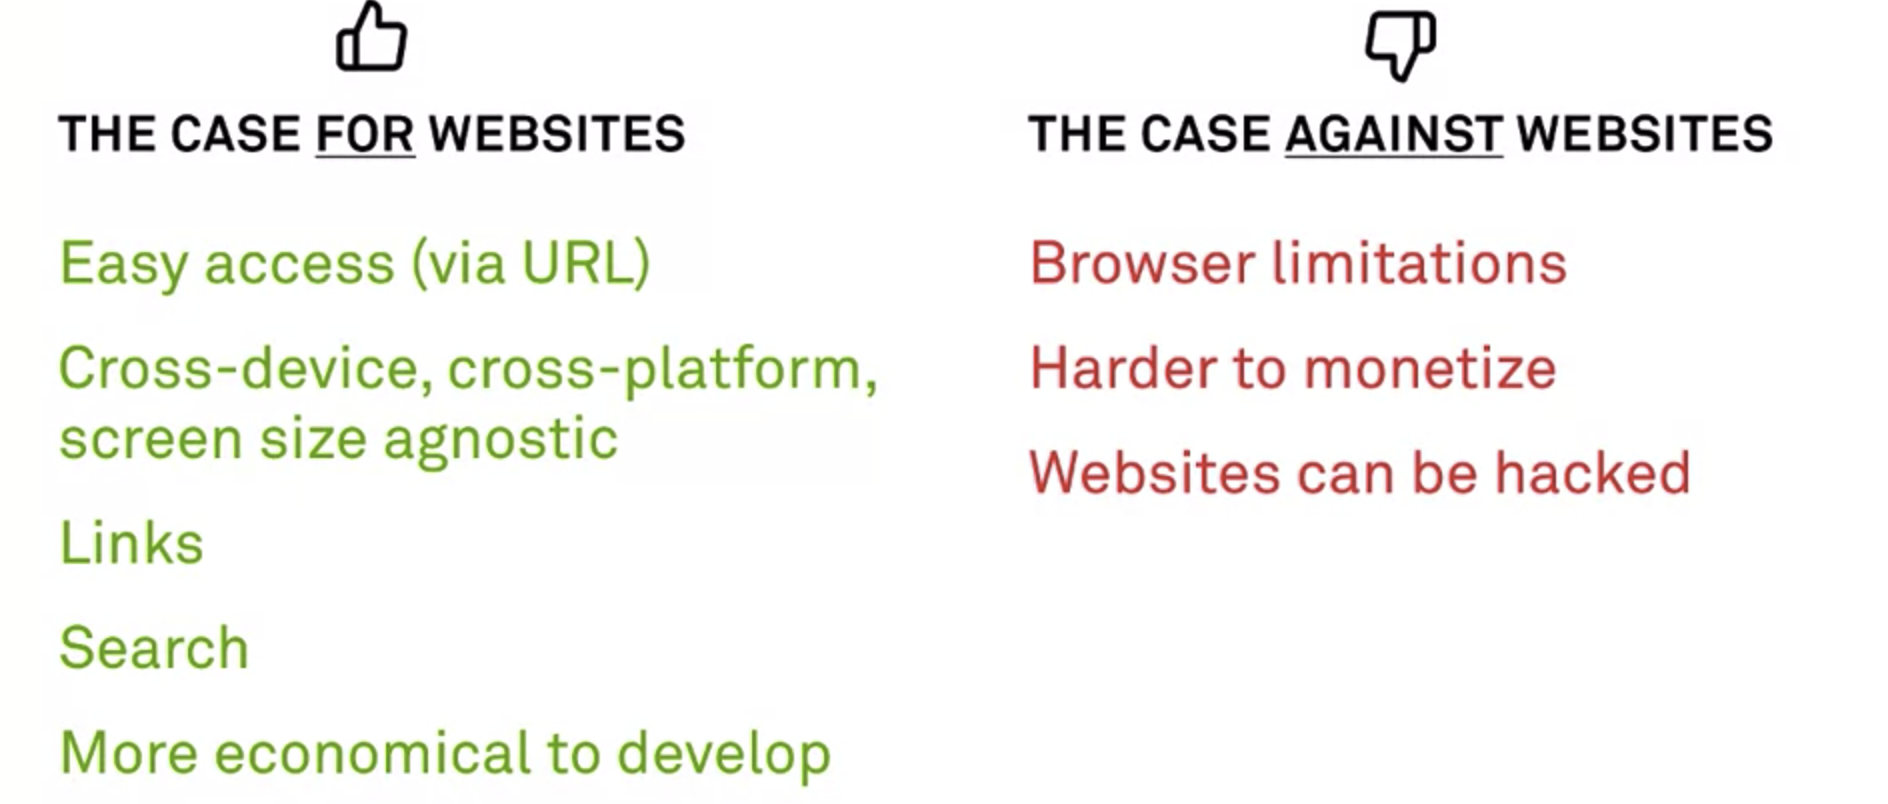 THE CASE FOR WEBSITES
Easy access (via URL)
Cross-device, cross-platform,
screen size agnostic
Links
Search
More economical to develop
THE CASE AGAINST WEBSITES
Browser limitations
Harder to monetize
Websites can be hacked